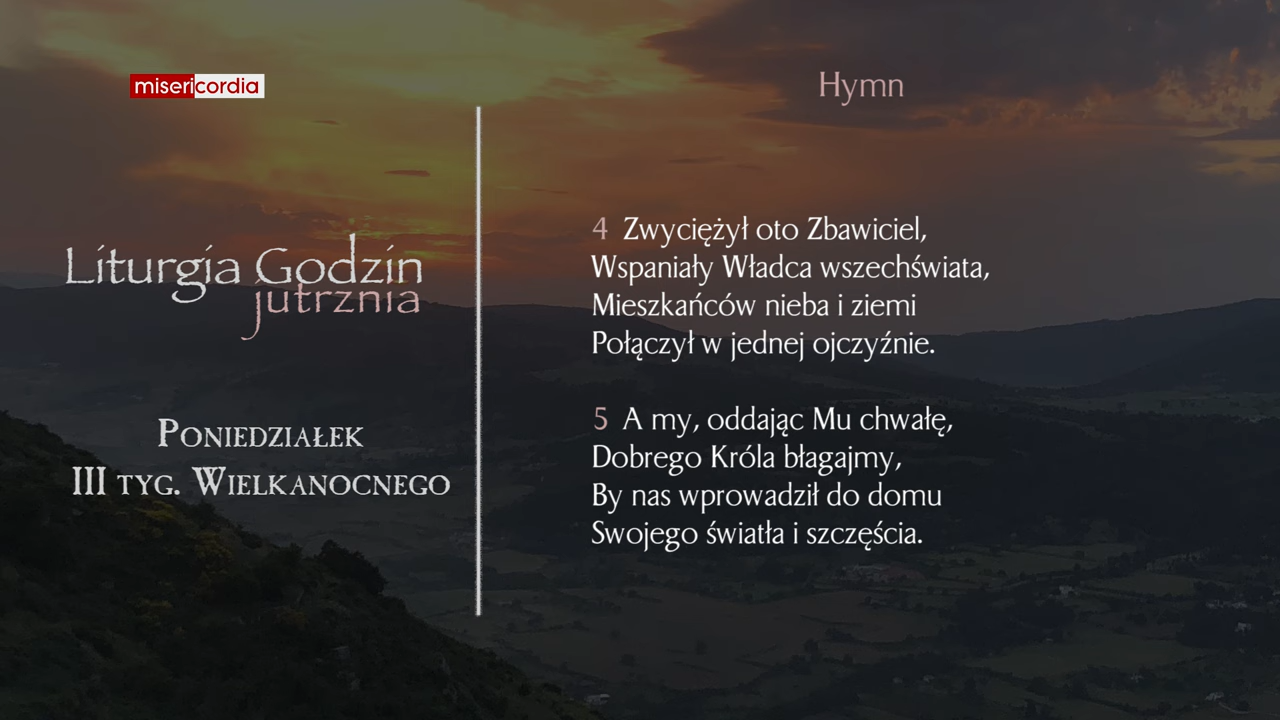 misericordia
Liturgia Godzin
jutrznia
Poniedziałek
III tyg. Wielkanocnego
Hymn
4 Zwyciężył oto Zbawiciel,
Wspaniały Władca wszechświata,
Mieszkańców nieba i ziemi
Połączył w jednej ojczyźnie.
5 A my, oddając Mu chwałę,
Dobrego Króla błagajmy,
By nas wprowadził do domu
Swojego światła i szczęścia.